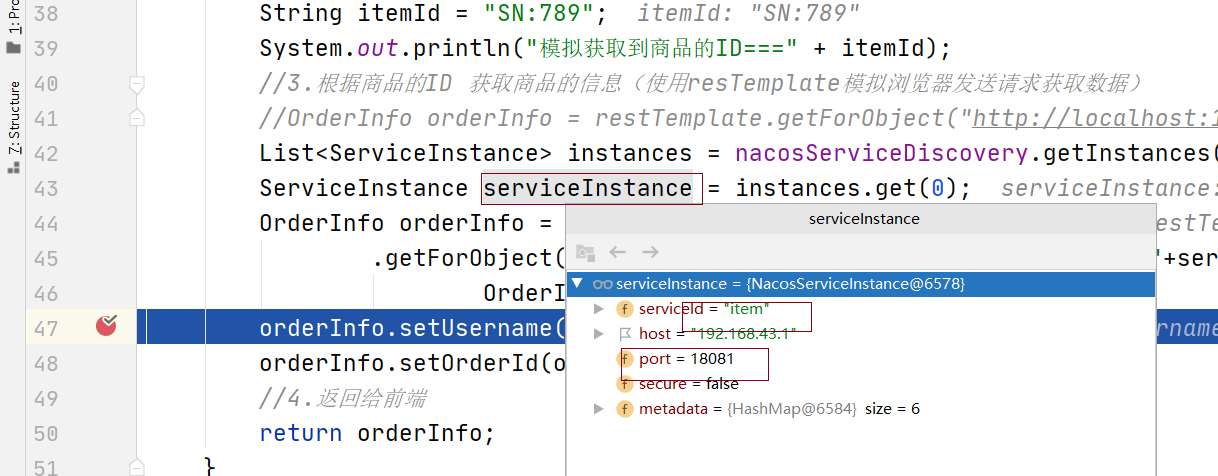 1: Pro
7: Structure
38 String itemId = "SN:789"; itemId: "SN:789"
39 System.out.println("模拟获取到商品的ID===" + itemId);
40 //3.根据商品的ID 获取商品的信息（使用resTemplate模拟浏览器发送请求获取数据）
41 //OrderInfo orderInfo = restTemplate.getForObject("http://localhost:1
42 List<ServiceInstance> instances = nacosServiceDiscovery.getInstances(
43 ServiceInstance serviceInstance = instances.get(0); serviceInstance:
44 OrderInfo orderInfo = estTe
45 .getForObject( "+ser
46 OrderI
47 orderInfo.setUsername( rname
48 orderInfo.setOrderId(o
49 //4.返回给前端
50 return orderInfo;
51 }
serviceInstance
serviceInstance = {NacosServiceInstance@6578}
f serviceId = "item"
host = "192.168.43.1"
f port = 18081
f secure = false
f metadata = {HashMap@6584} size = 6